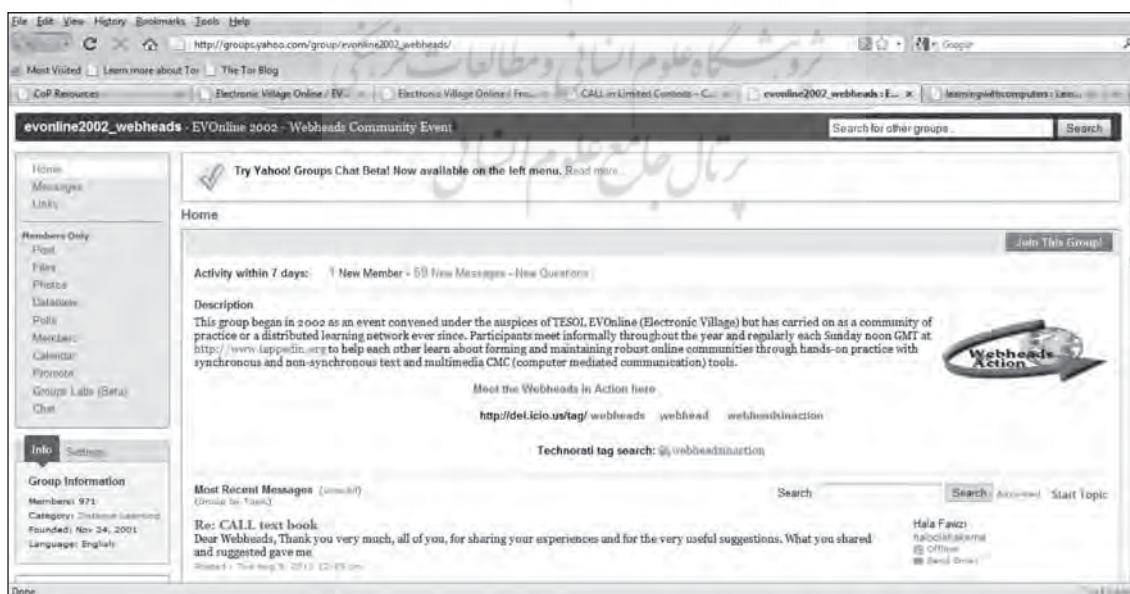 File Edit View History Bookmarks Tools Help
http://groups.yahoo.com/group/evonline2002_webheads/
Most Visited Learn more about Tor The Tor Blog
CoP Resources Electronic Village Online / EV... Electronic Village Online / Fro... CALL in Limited Contexts - C... evonline2002_webheads : E... learningwithcomputers : Lear...
evonline2002_webheads · EVOnline 2002 - Webheads Community Event
Search for other groups... Search
پژوهشگاه علوم انسانی و مطالعات فرهنگی
پرتال جامع علوم انسانی
Home
Messages
Links
Members Only
Post
Files
Photos
Database
Polls
Members
Calendar
Promote
Groups Labs (Beta)
Chat
Info Settings
Group Information
Members: 971
Category: Distance Learning
Founded: Nov 24, 2001
Language: English
Try Yahoo! Groups Chat Beta! Now available on the left menu. Read more...
Home
Join This Group!
Activity within 7 days: 1 New Member - 59 New Messages - New Questions
Description
This group began in 2002 as an event convened under the auspices of TESOL EVOnline (Electronic Village) but has carried on as a community of
practice or a distributed learning network ever since. Participants meet informally throughout the year and regularly each Sunday noon GMT at
http://www.tappedin.org to help each other learn about forming and maintaining robust online communities through hands-on practice with
synchronous and non-synchronous text and multimedia CMC (computer mediated communication) tools.
Webheads
Action
Meet the Webheads in Action here
http://del.icio.us/tag/ webheads webhead webheadsinaction
Technorati tag search: webheadsinaction
Most Recent Messages
(Group by Topic)
Search Search Advanced Start Topic
Re: CALL text book
Dear Webheads, Thank you very much, all of you, for sharing your experiences and for the very useful suggestions. What you shared
and suggested gave me
Hala Fawzi
Offline
Send Email
Done